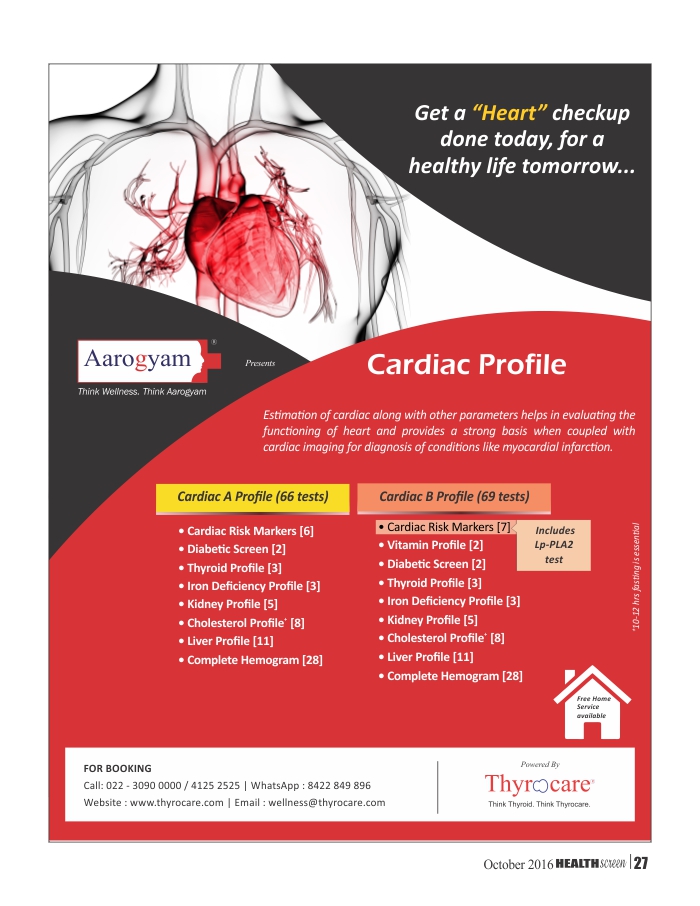 Get a “Heart” checkup
done today, for a
healthy life tomorrow...
Aarogyam ®
Think Wellness. Think Aarogyam
Presents
Cardiac Profile
Estimation of cardiac along with other parameters helps in evaluating the
functioning of heart and provides a strong basis when coupled with
cardiac imaging for diagnosis of conditions like myocardial infarction.
Cardiac A Profile (66 tests)
• Cardiac Risk Markers [6]
• Diabetic Screen [2]
• Thyroid Profile [3]
• Iron Deficiency Profile [3]
• Kidney Profile [5]
• Cholesterol Profile* [8]
• Liver Profile [11]
• Complete Hemogram [28]
Cardiac B Profile (69 tests)
• Cardiac Risk Markers [7]
• Vitamin Profile [2]
• Diabetic Screen [2]
• Thyroid Profile [3]
• Iron Deficiency Profile [3]
• Kidney Profile [5]
• Cholesterol Profile* [8]
• Liver Profile [11]
• Complete Hemogram [28]
Includes
Lp-PLA2
test
*10-12 hrs fasting is essential
Free Home
Service
available
FOR BOOKING
Call: 022 - 3090 0000 / 4125 2525 | WhatsApp : 8422 849 896
Website : www.thyrocare.com | Email : wellness@thyrocare.com
Powered By
Thyrocare®
Think Thyroid. Think Thyrocare.
October 2016 HEALTHscreen | 27